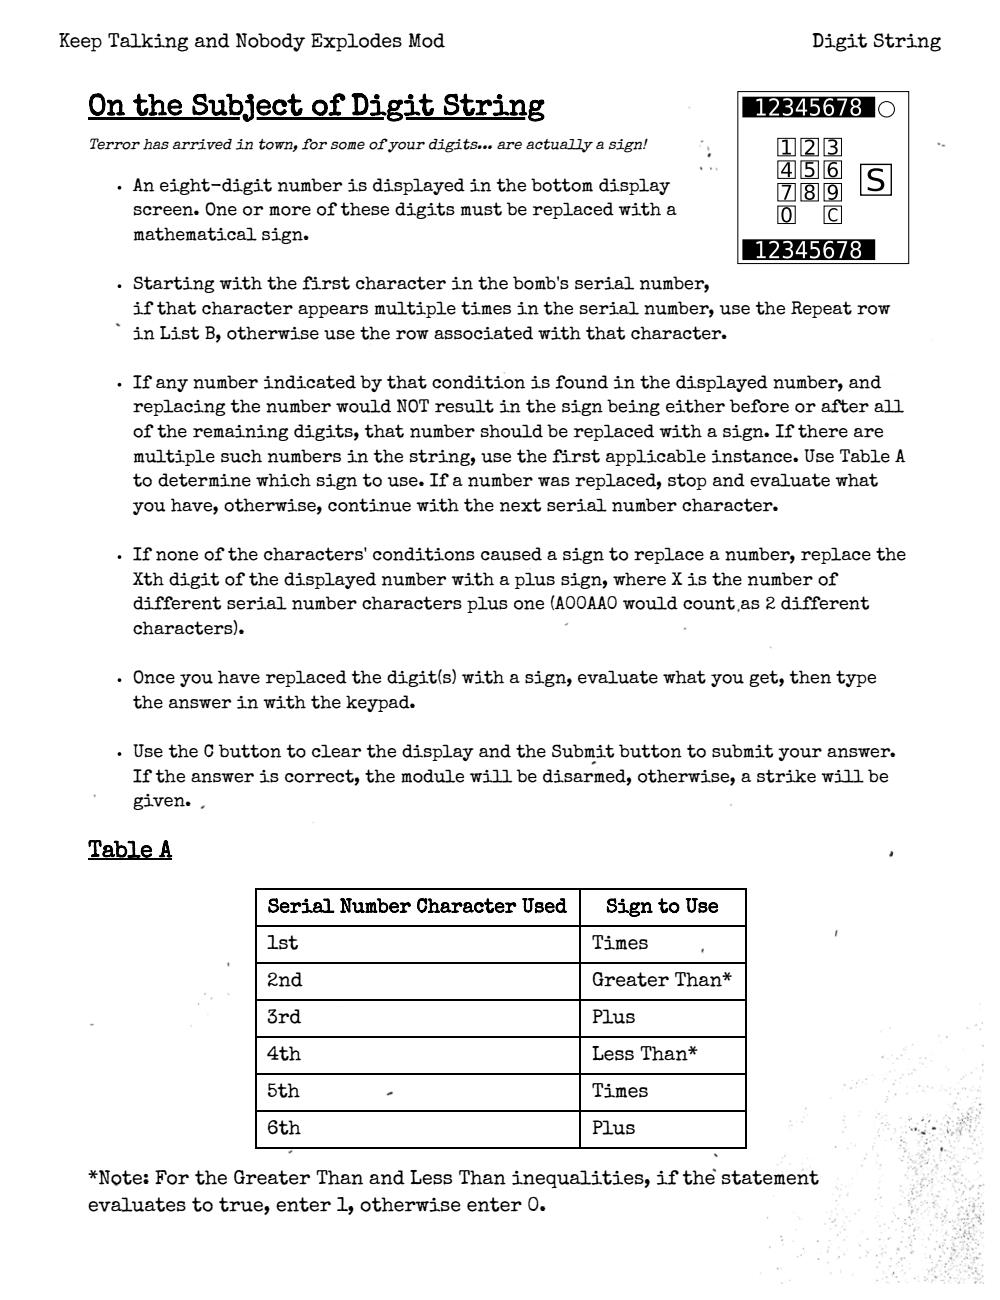 Keep Talking and Nobody Explodes Mod
Digit String
On the Subject of Digit String
Terror has arrived in town, for some of your digits... are actually a sign!
12345678
1 2 3
4 5 6
7 8 9
0 C
S
12345678
• An eight-digit number is displayed in the bottom display
screen. One or more of these digits must be replaced with a
mathematical sign.
• Starting with the first character in the bomb's serial number,
if that character appears multiple times in the serial number, use the Repeat row
in List B, otherwise use the row associated with that character.
• If any number indicated by that condition is found in the displayed number, and
replacing the number would NOT result in the sign being either before or after all
of the remaining digits, that number should be replaced with a sign. If there are
multiple such numbers in the string, use the first applicable instance. Use Table A
to determine which sign to use. If a number was replaced, stop and evaluate what
you have, otherwise, continue with the next serial number character.
• If none of the characters' conditions caused a sign to replace a number, replace the
Xth digit of the displayed number with a plus sign, where X is the number of
different serial number characters plus one (A00AA0 would count as 2 different
characters).
• Once you have replaced the digit(s) with a sign, evaluate what you get, then type
the answer in with the keypad.
• Use the C button to clear the display and the Submit button to submit your answer.
If the answer is correct, the module will be disarmed, otherwise, a strike will be
given.
Table A
Serial Number Character Used Sign to Use
1st Times
2nd Greater Than*
3rd Plus
4th Less Than*
5th Times
6th Plus
*Note: For the Greater Than and Less Than inequalities, if the statement
evaluates to true, enter 1, otherwise enter 0.